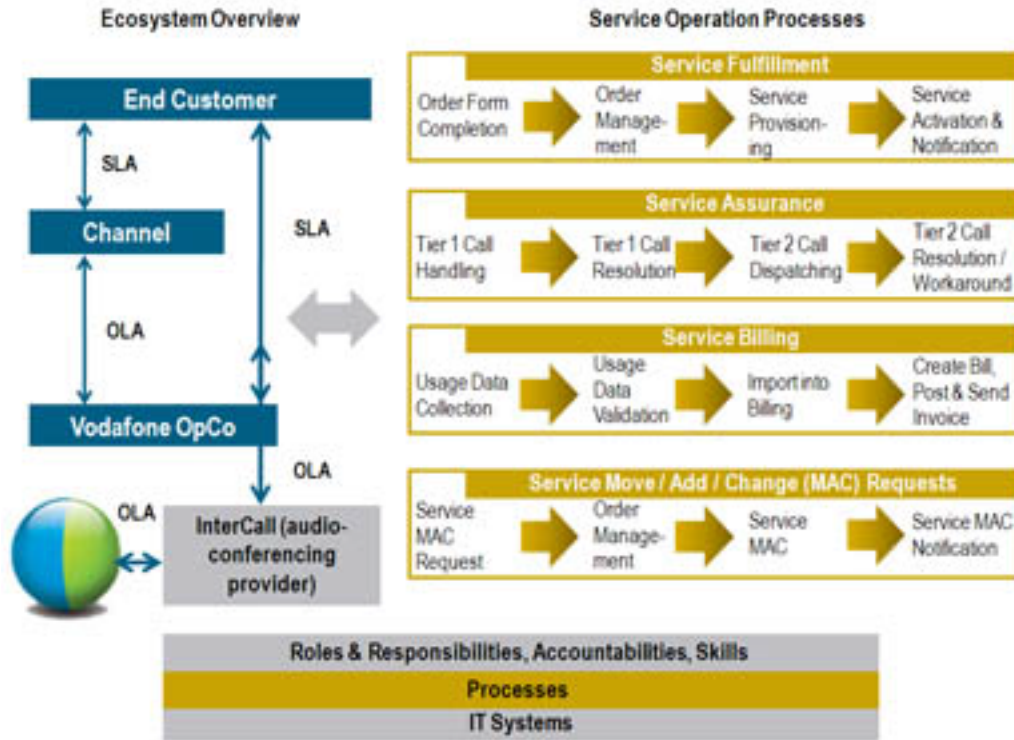 Ecosystem Overview
Service Operation Processes
End Customer
SLA
Channel
SLA
OLA
Vodafone OpCo
OLA
OLA
InterCall (audio-
conferencing
provider)
Service Fulfillment
Order Form
Completion
Order
Manage-
ment
Service
Provision-
ing
Service
Activation &
Notification
Service Assurance
Tier 1 Call
Handling
Tier 1 Call
Resolution
Tier 2 Call
Dispatching
Tier 2 Call
Resolution /
Workaround
Service Billing
Usage Data
Collection
Usage
Data
Validation
Import into
Billing
Create Bill,
Post & Send
Invoice
Service Move / Add / Change (MAC) Requests
Service
MAC
Request
Order
Manage-
ment
Service
MAC
Service MAC
Notification
Roles & Responsibilities, Accountabilities, Skills
Processes
IT Systems